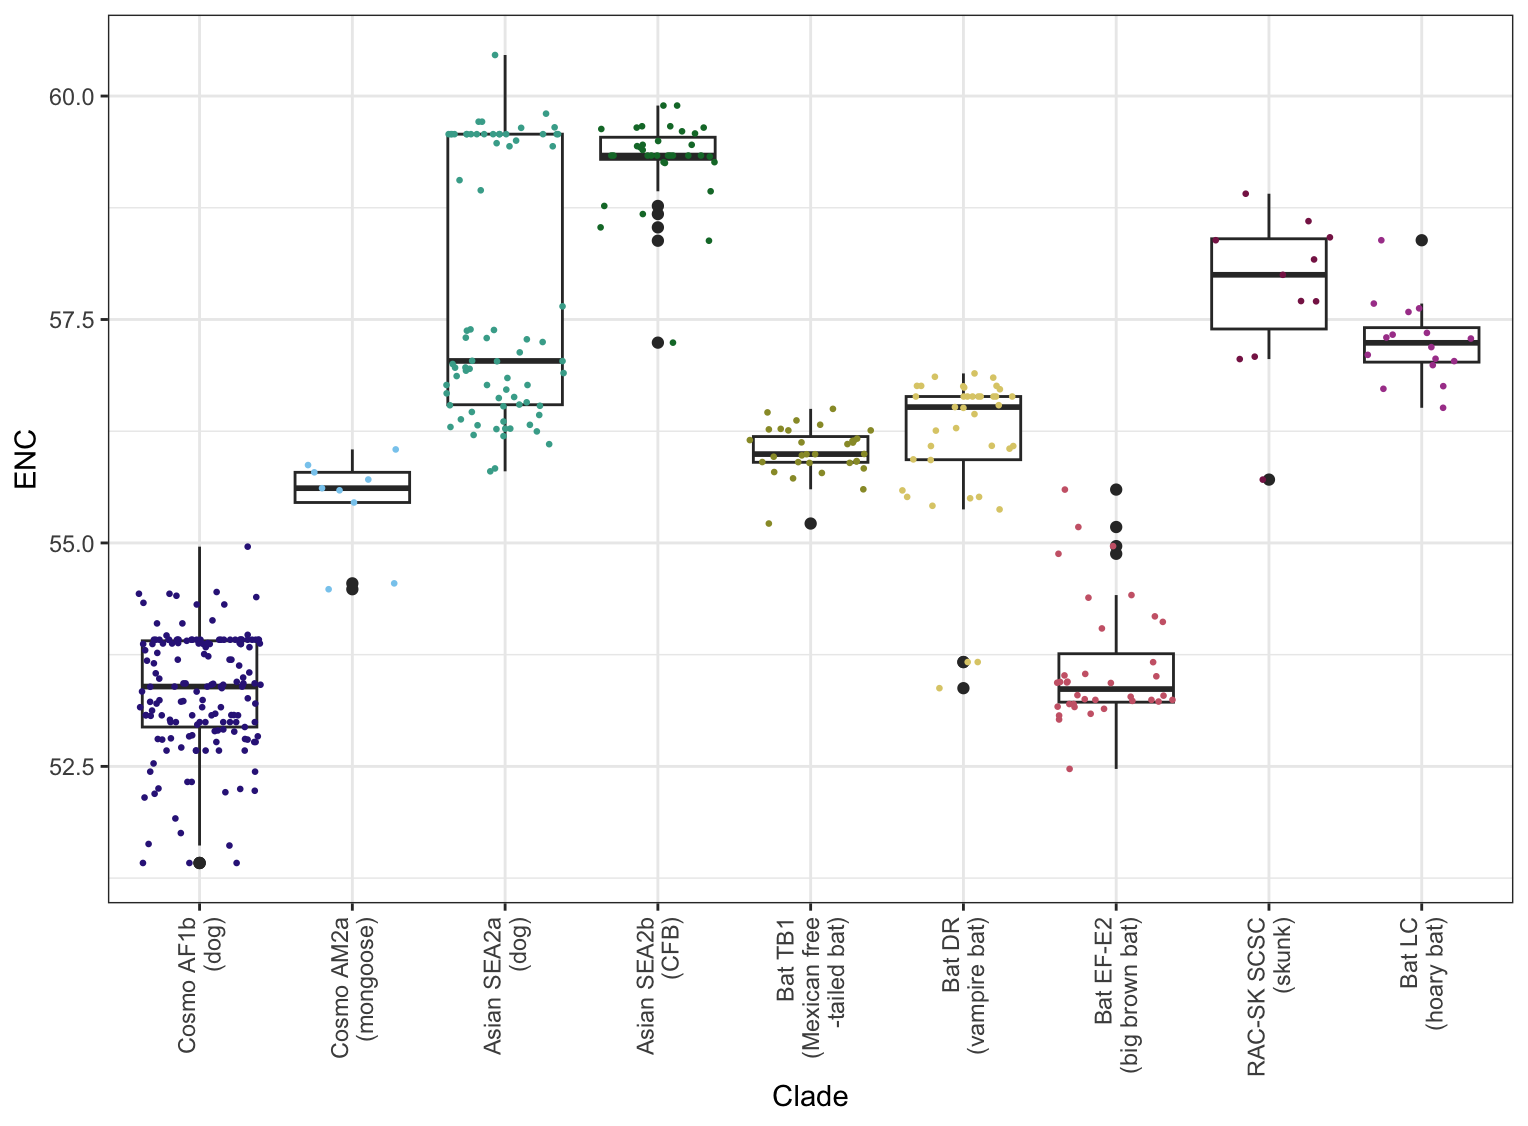 ENC
60.0
57.5
55.0
52.5
Cosmo AF1b
(dog)
Cosmo AM2a
(mongoose)
Asian SEA2a
(dog)
Asian SEA2b
(CFB)
Bat TB1
(Mexican free
-tailed bat)
Bat DR
(vampire bat)
Bat EF-E2
(big brown bat)
RAC-SK SCSC
(skunk)
Bat LC
(hoary bat)
Clade